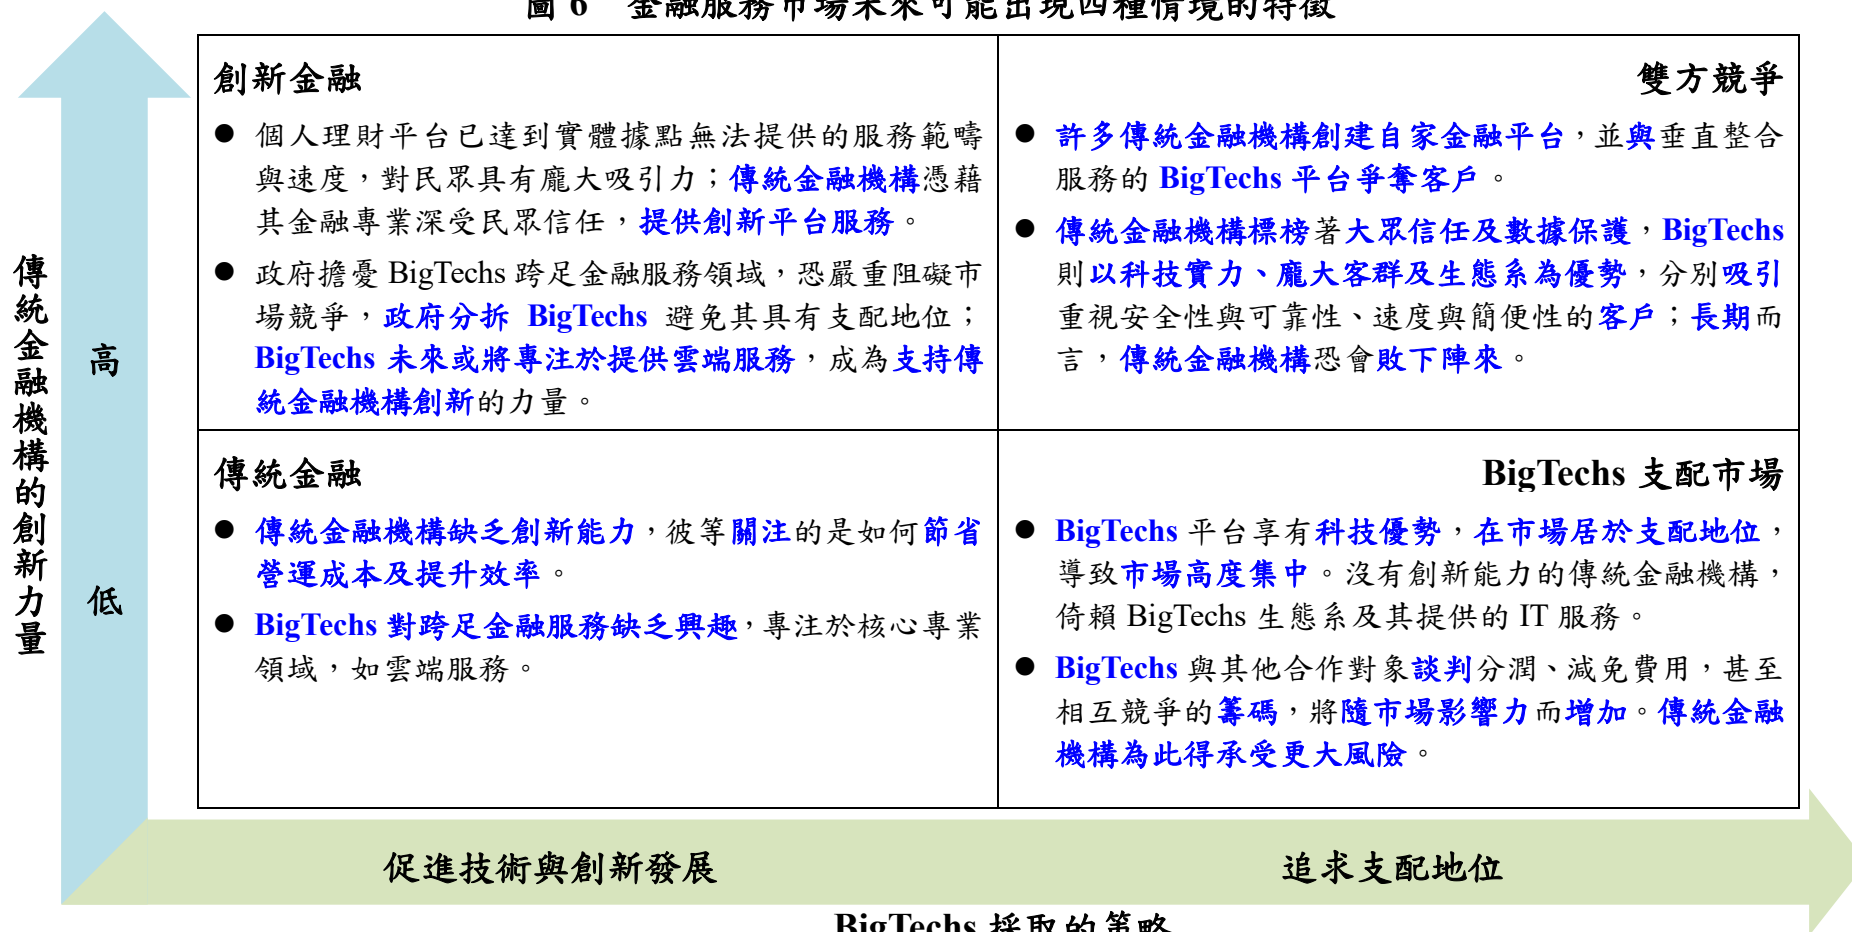 圖 6 金融服務市場未來可能出現四種情境的特徵
傳統金融機構的創新力量
高
低
創新金融
● 個人理財平台已達到實體據點無法提供的服務範疇
與速度，對民眾具有龐大吸引力；傳統金融機構憑藉
其金融專業深受民眾信任，提供創新平台服務。
● 政府擔憂 BigTechs 跨足金融服務領域，恐嚴重阻礙市
場競爭，政府分拆 BigTechs 避免其具有支配地位；
BigTechs 未來或將專注於提供雲端服務，成為支持傳
統金融機構創新的力量。
雙方競爭
● 許多傳統金融機構創建自家金融平台，並與垂直整合
服務的 BigTechs 平台爭奪客戶。
● 傳統金融機構標榜著大眾信任及數據保護，BigTechs
則以科技實力、龐大客群及生態系為優勢，分別吸引
重視安全性與可靠性、速度與簡便性的客戶；長期而
言，傳統金融機構恐會敗下陣來。
傳統金融
● 傳統金融機構缺乏創新能力，彼等關注的是如何節省
營運成本及提升效率。
● BigTechs 對跨足金融服務缺乏興趣，專注於核心專業
領域，如雲端服務。
BigTechs 支配市場
● BigTechs 平台享有科技優勢，在市場居於支配地位，
導致市場高度集中。沒有創新能力的傳統金融機構，
倚賴 BigTechs 生態系及其提供的 IT 服務。
● BigTechs 與其他合作對象談判分潤、減免費用，甚至
相互競爭的籌碼，將隨市場影響力而增加。傳統金融
機構為此得承受更大風險。
促進技術與創新發展
追求支配地位
BigTechs 採取的策略